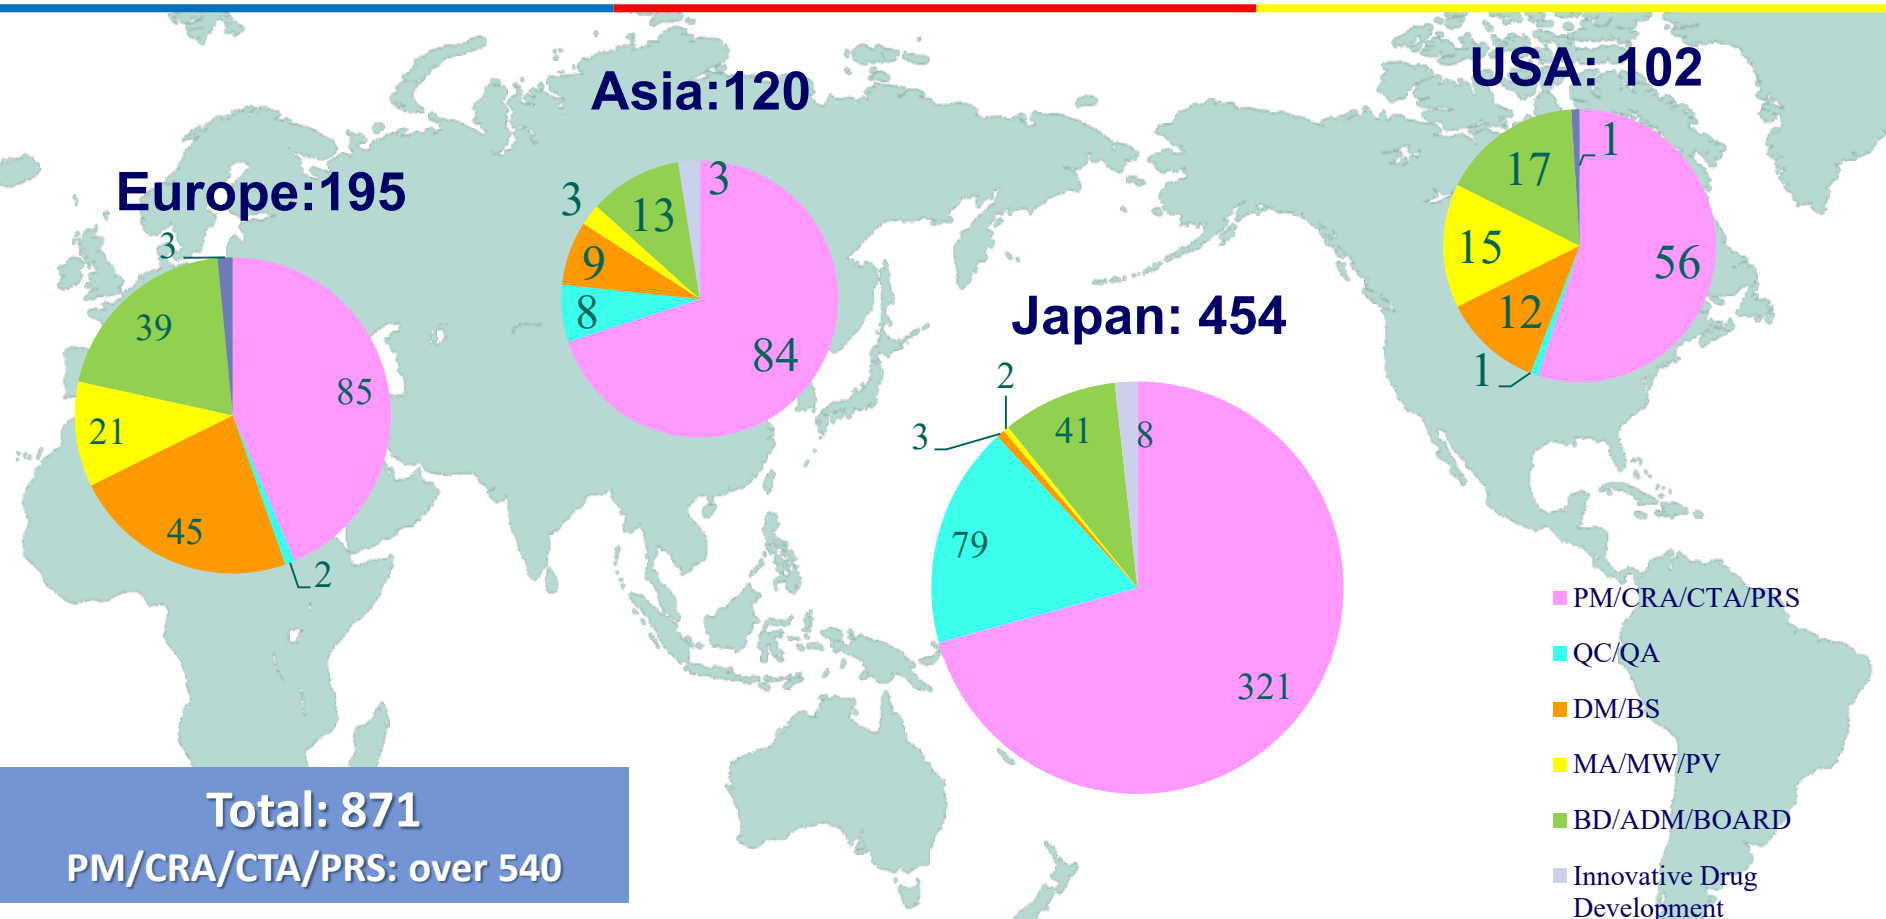 USA: 102
Asia:120
Europe:195
Japan: 454
3
39
85
21
45
2
3
3
13
9
8
84
2
3
41
8
79
321
1
17
15
56
12
1
PM/CRA/CTA/PRS
QC/QA
DM/BS
MA/MW/PV
BD/ADM/BOARD
Innovative Drug
Development
Total: 871
PM/CRA/CTA/PRS: over 540